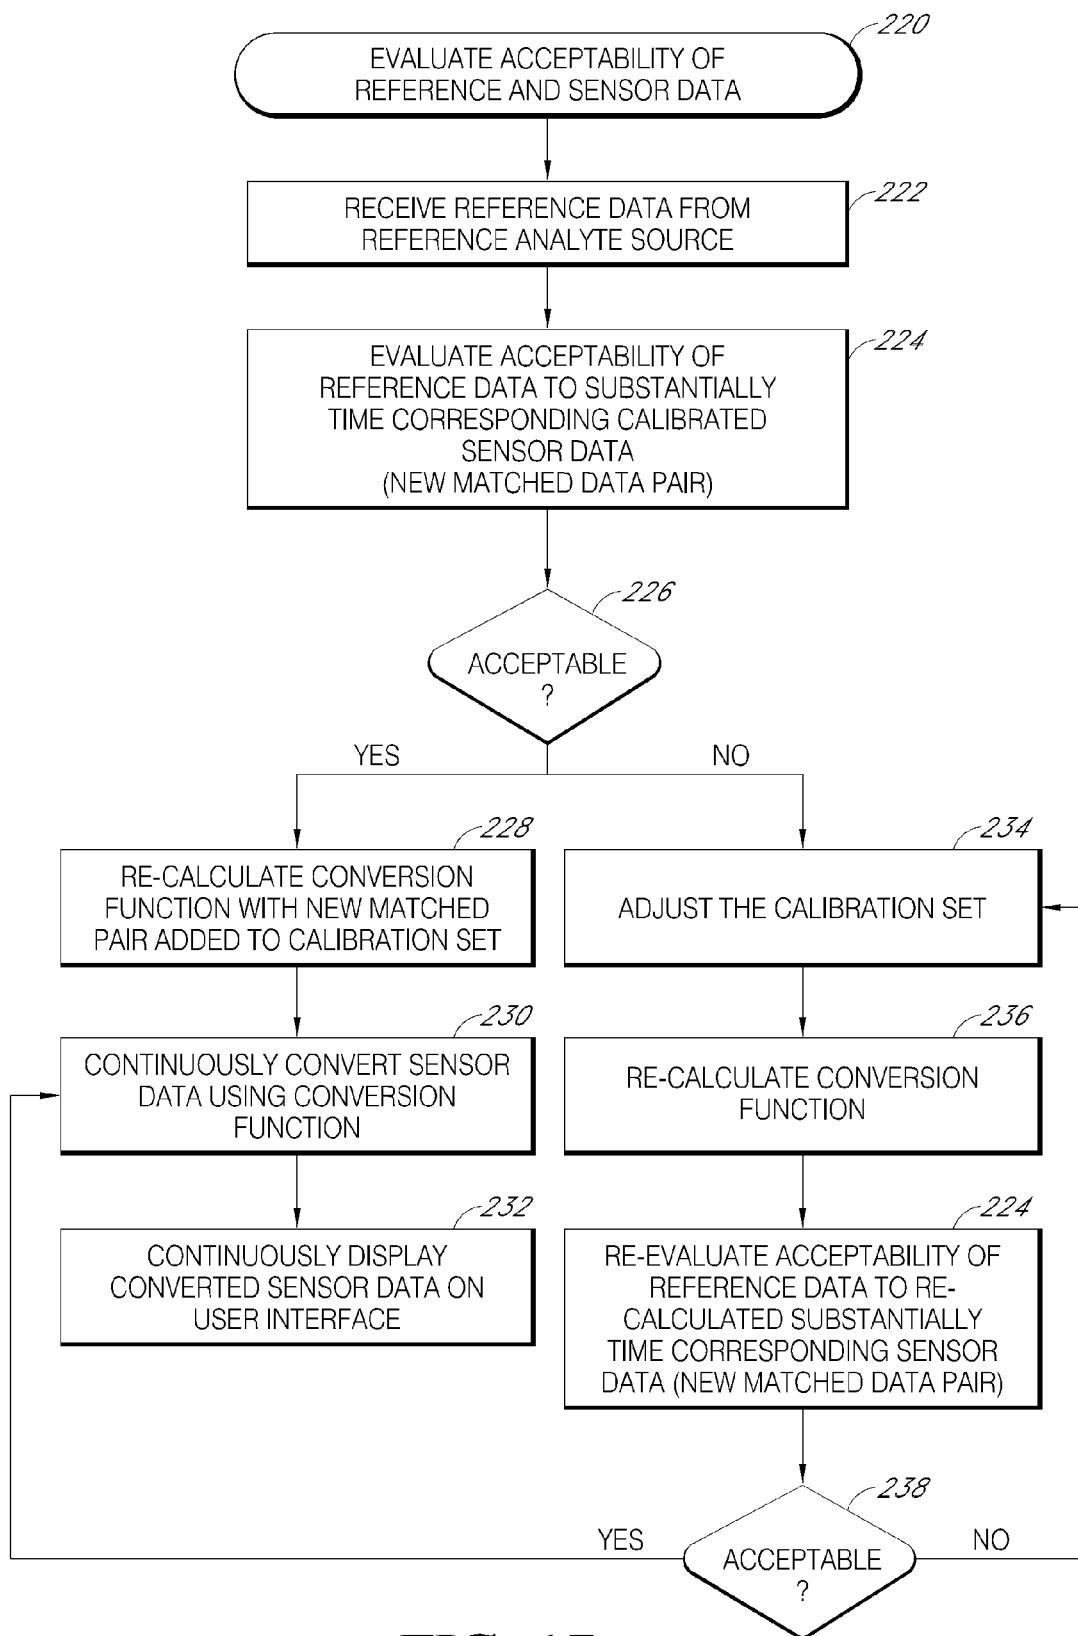 220
EVALUATE ACCEPTABILITY OF
REFERENCE AND SENSOR DATA
222
RECEIVE REFERENCE DATA FROM
REFERENCE ANALYTE SOURCE
224
EVALUATE ACCEPTABILITY OF
REFERENCE DATA TO SUBSTANTIALLY
TIME CORRESPONDING CALIBRATED
SENSOR DATA
(NEW MATCHED DATA PAIR)
226
ACCEPTABLE
?
YES
NO
228
RE-CALCULATE CONVERSION
FUNCTION WITH NEW MATCHED
PAIR ADDED TO CALIBRATION SET
230
CONTINUOUSLY CONVERT SENSOR
DATA USING CONVERSION
FUNCTION
232
CONTINUOUSLY DISPLAY
CONVERTED SENSOR DATA ON
USER INTERFACE
234
ADJUST THE CALIBRATION SET
236
RE-CALCULATE CONVERSION
FUNCTION
224
RE-EVALUATE ACCEPTABILITY OF
REFERENCE DATA TO RE-
CALCULATED SUBSTANTIALLY
TIME CORRESPONDING SENSOR
DATA (NEW MATCHED DATA PAIR)
238
YES
ACCEPTABLE
?
NO